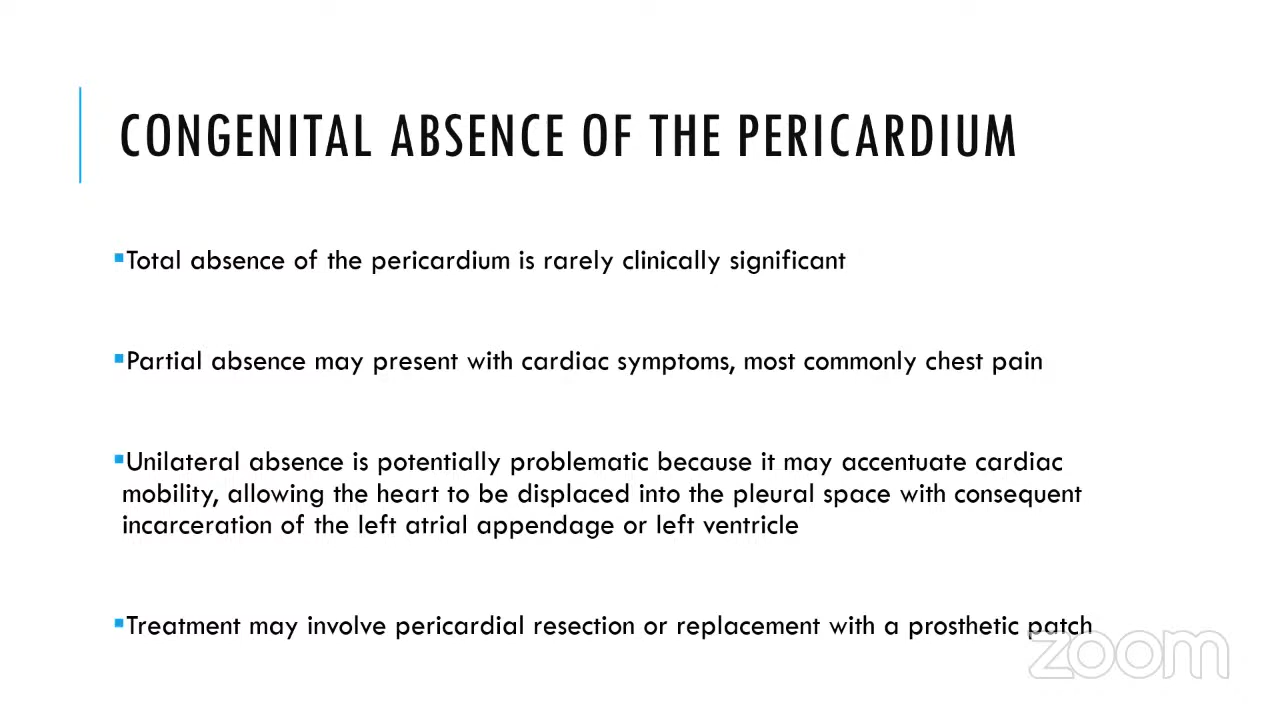 CONGENITAL ABSENCE OF THE PERICARDIUM
▪Total absence of the pericardium is rarely clinically significant
▪Partial absence may present with cardiac symptoms, most commonly chest pain
▪Unilateral absence is potentially problematic because it may accentuate cardiac
mobility, allowing the heart to be displaced into the pleural space with consequent
incarceration of the left atrial appendage or left ventricle
▪Treatment may involve pericardial resection or replacement with a prosthetic patch
zoom